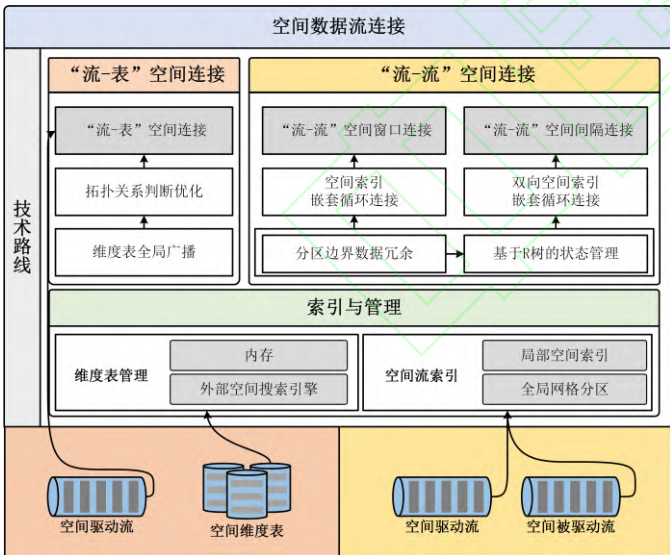 空间数据流连接
技术路线
“流-表”空间连接
“流-表”空间连接
拓扑关系判断优化
维度表全局广播
“流-流”空间连接
“流-流”空间窗口连接
“流-流”空间间隔连接
空间索引
嵌套循环连接
双向空间索引
嵌套循环连接
分区边界数据冗余
基于R树的状态管理
索引与管理
维度表管理
内存
外部空间搜索引擎
空间流索引
局部空间索引
全局网格分区
空间驱动流
空间维度表
空间驱动流
空间被驱动流